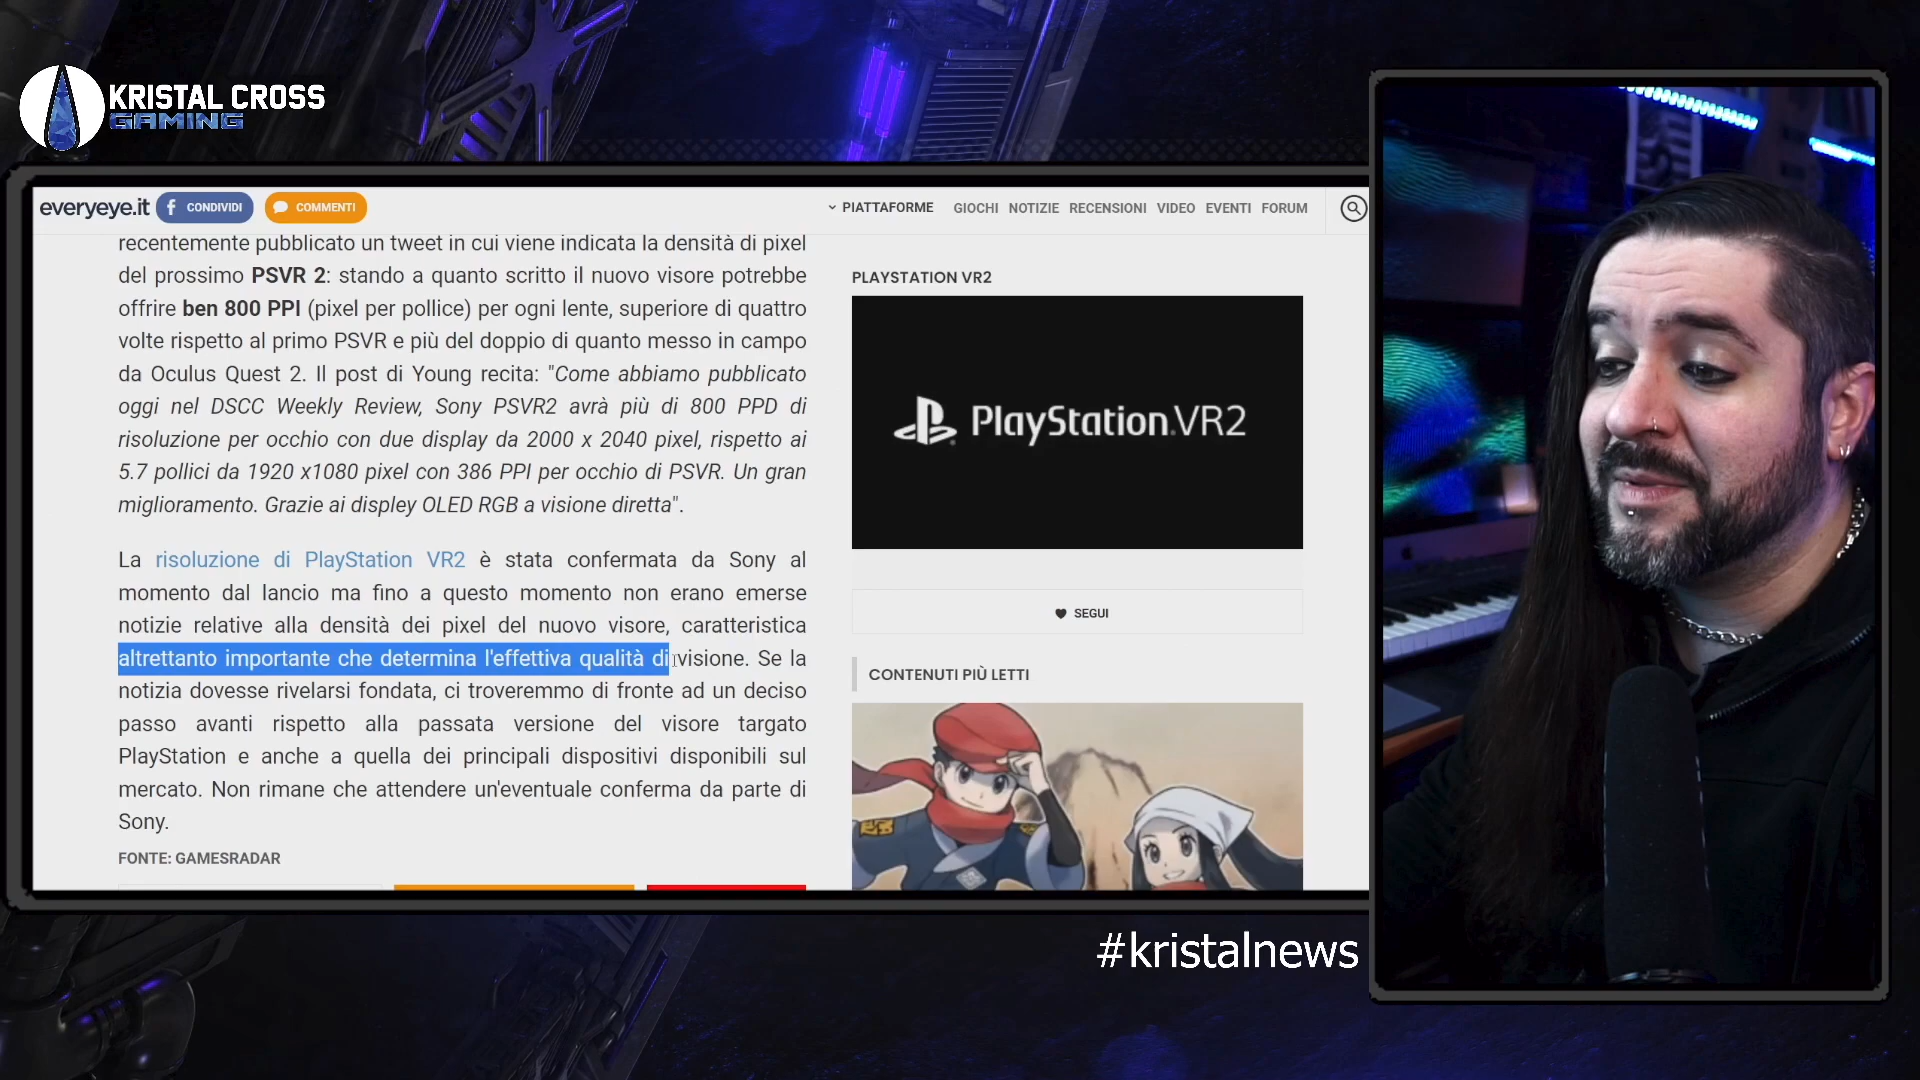 KRISTAL CROSS
GAMING
everyeye.it
CONDIVIDI
COMMENTI
PIATTAFORME
GIOCHI
NOTIZIE
RECENSIONI
VIDEO
EVENTI
FORUM
recentemente pubblicato un tweet in cui viene indicata la densità di pixel
del prossimo PSVR 2: stando a quanto scritto il nuovo visore potrebbe
offrire ben 800 PPI (pixel per pollice) per ogni lente, superiore di quattro
volte rispetto al primo PSVR e più del doppio di quanto messo in campo
da Oculus Quest 2. Il post di Young recita: "Come abbiamo pubblicato
oggi nel DSCC Weekly Review, Sony PSVR2 avrà più di 800 PPD di
risoluzione per occhio con due display da 2000 x 2040 pixel, rispetto ai
5.7 pollici da 1920 x1080 pixel con 386 PPI per occhio di PSVR. Un gran
miglioramento. Grazie ai displey OLED RGB a visione diretta".
La risoluzione di PlayStation VR2 è stata confermata da Sony al
momento dal lancio ma fino a questo momento non erano emerse
notizie relative alla densità dei pixel del nuovo visore, caratteristica
altrettanto importante che determina l'effettiva qualità di visione. Se la
notizia dovesse rivelarsi fondata, ci troveremmo di fronte ad un deciso
passo avanti rispetto alla passata versione del visore targato
PlayStation e anche a quella dei principali dispositivi disponibili sul
mercato. Non rimane che attendere un'eventuale conferma da parte di
Sony.
FONTE: GAMESRADAR
PLAYSTATION VR2
PlayStation.VR2
SEGUI
CONTENUTI PIÙ LETTI
#kristalnews